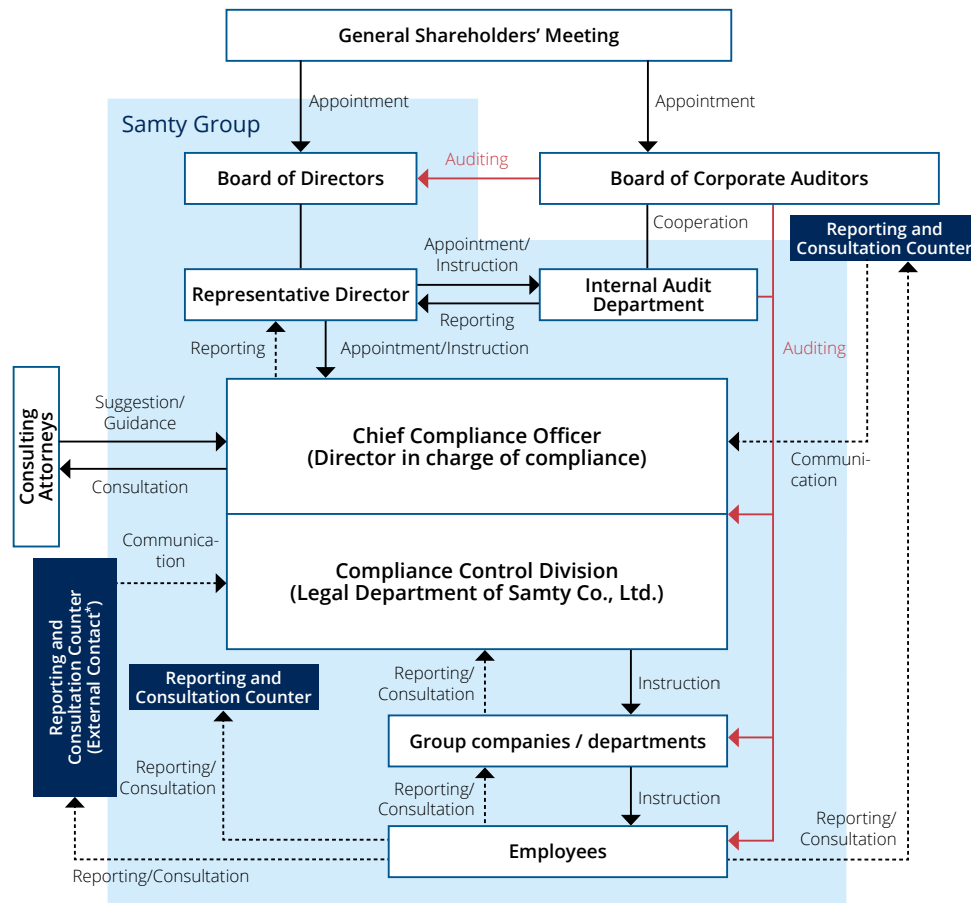 General Shareholders' Meeting
Appointment
Appointment
Samty Group
Board of Directors
Auditing
Board of Corporate Auditors
Cooperation
Reporting and
Consultation Counter
Appointment/
Instruction
Representative Director
Internal Audit
Department
Reporting
Reporting
Appointment/Instruction
Auditing
Consulting
Attorneys
Suggestion/
Guidance
Consultation
Chief Compliance Officer
(Director in charge of compliance)
Communi-
cation
Communica-
tion
Compliance Control Division
(Legal Department of Samty Co., Ltd.)
Reporting and
Consultation Counter
(External Contact*)
Reporting and
Consultation Counter
Reporting/
Consultation
Instruction
Group companies / departments
Reporting/
Consultation
Reporting/
Consultation
Instruction
Reporting/
Consultation
Employees
Reporting/Consultation